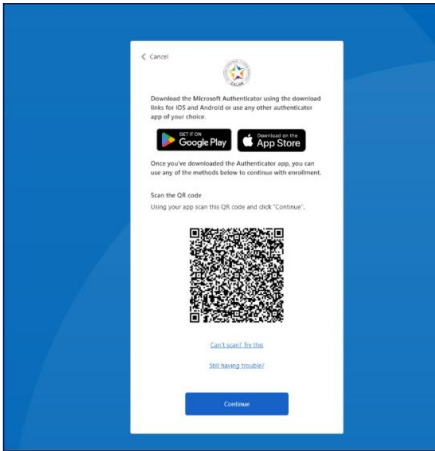 Cancel
Download the Microsoft Authenticator using the download
links for iOS and Android or use any other authenticator
app of your choice.
GET IT ON
Google Play
Download on the
App Store
Once you've downloaded the Authenticator app, you can
use any of the methods below to continue with enrollment.
Scan the QR code
Using your app scan this QR code and click "Continue".
Can't scan? Try this
Still having trouble?
Continue